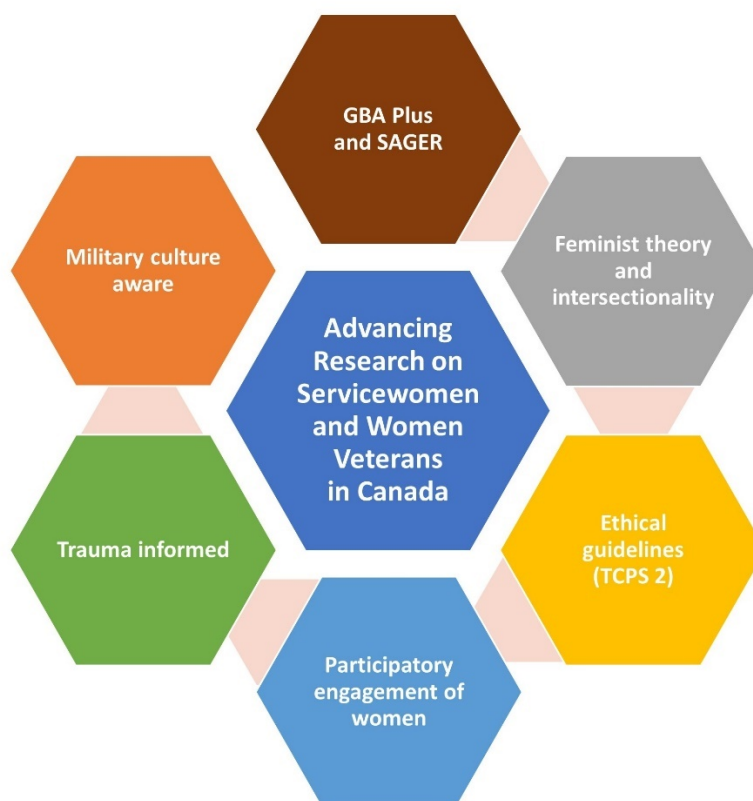 GBA Plus
and SAGER
Feminist theory
and
intersectionality
Military culture
aware
Advancing
Research on
Servicewomen
and Women
Veterans
in Canada
Trauma informed
Ethical
guidelines
(TCPS 2)
Participatory
engagement of
women